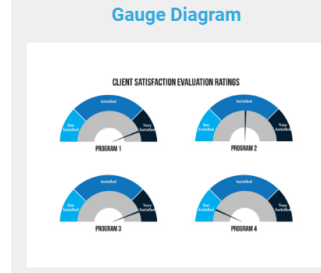 Gauge Diagram
CLIENT SATISFACTION EVALUATION RATINGS
Satisfied
Not Satisfied
Very Satisfied
PROGRAM 1
Satisfied
Not Satisfied
Very Satisfied
PROGRAM 2
Satisfied
Not Satisfied
Very Satisfied
PROGRAM 3
Satisfied
Not Satisfied
Very Satisfied
PROGRAM 4